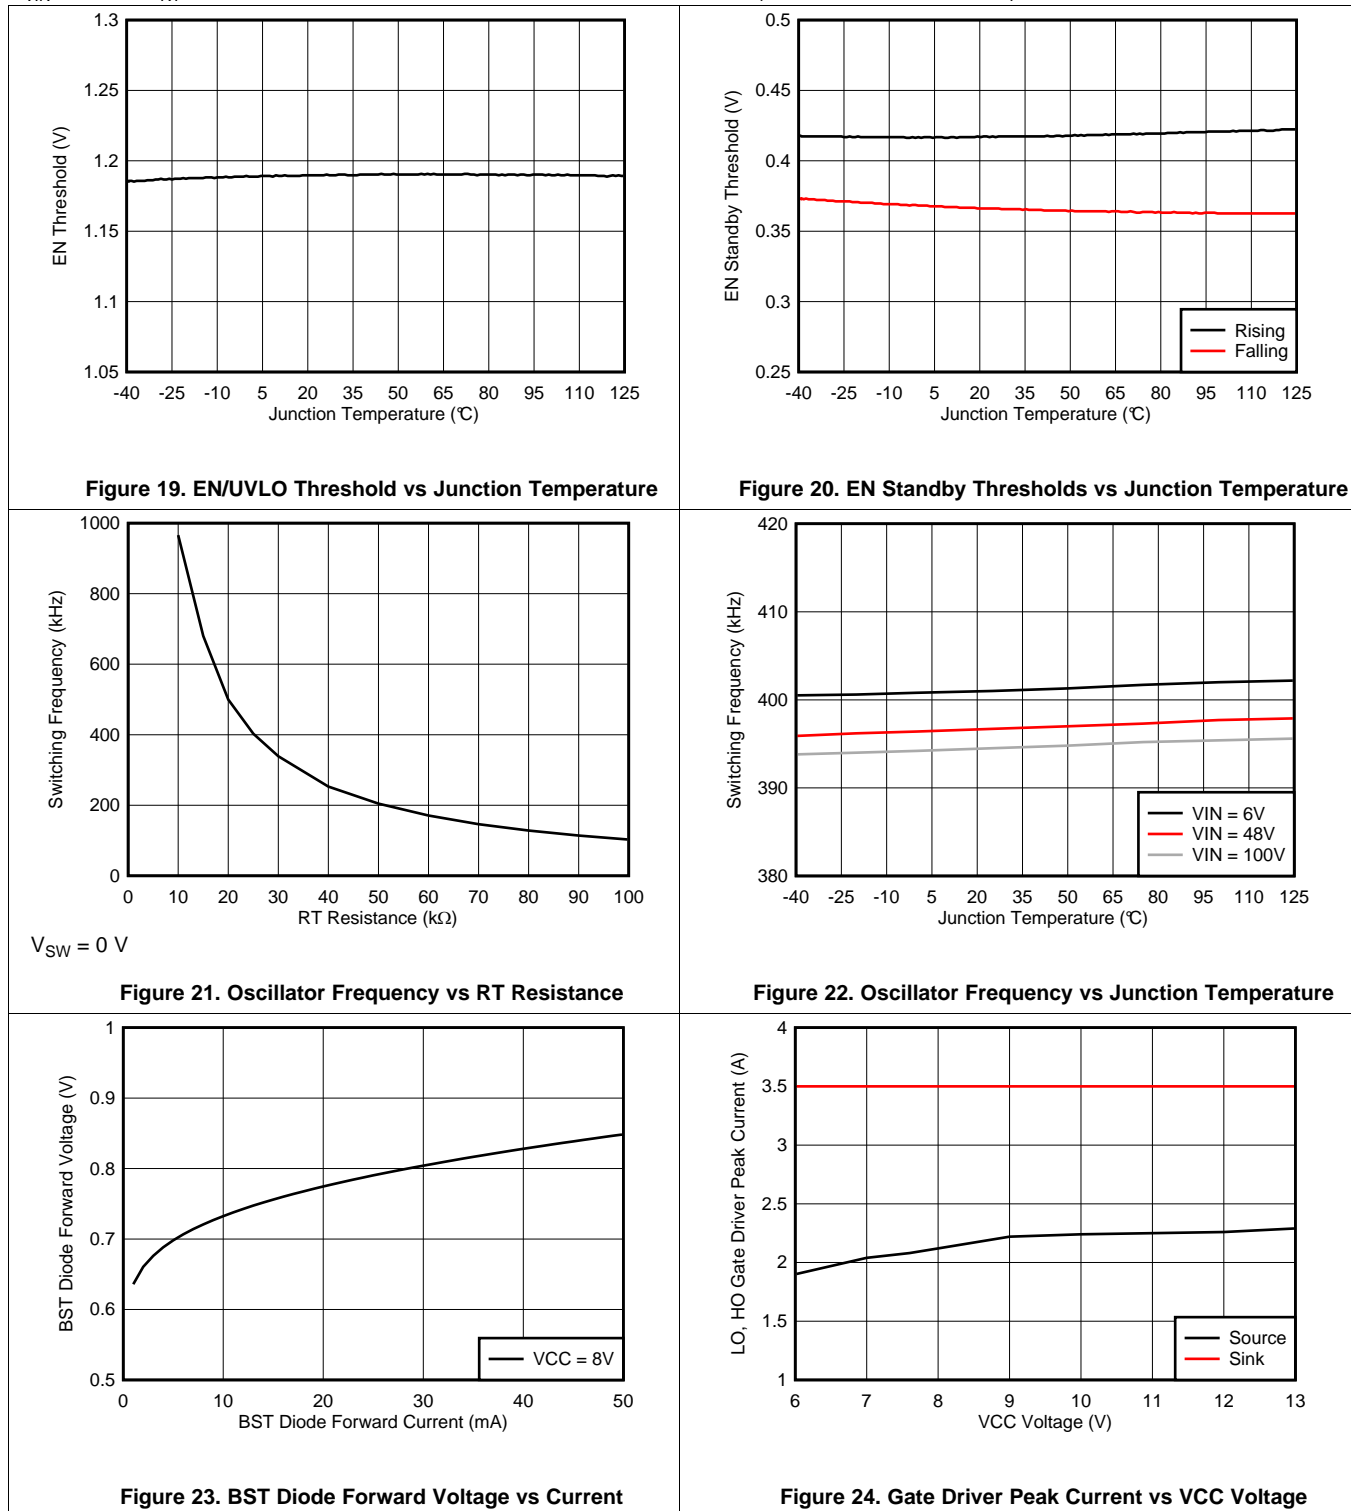 1.3
1.25
1.2
1.15
1.1
1.05
EN Threshold (V)
-40 -25 -10 5 20 35 50 65 80 95 110 125
Junction Temperature (°C)
Figure 19. EN/UVLO Threshold vs Junction Temperature
0.5
0.45
0.4
0.35
0.3
0.25
EN Standby Threshold (V)
Rising
Falling
-40 -25 -10 5 20 35 50 65 80 95 110 125
Junction Temperature (°C)
Figure 20. EN Standby Thresholds vs Junction Temperature
1000
800
600
400
200
0
Switching Frequency (kHz)
0 10 20 30 40 50 60 70 80 90 100
RT Resistance (kΩ)
VSW = 0 V
Figure 21. Oscillator Frequency vs RT Resistance
420
410
400
390
380
Switching Frequency (kHz)
VIN = 6V
VIN = 48V
VIN = 100V
-40 -25 -10 5 20 35 50 65 80 95 110 125
Junction Temperature (°C)
Figure 22. Oscillator Frequency vs Junction Temperature
1
0.9
0.8
0.7
0.6
0.5
BST Diode Forward Voltage (V)
VCC = 8V
0 10 20 30 40 50
BST Diode Forward Current (mA)
Figure 23. BST Diode Forward Voltage vs Current
4
3.5
3
2.5
2
1.5
1
LO, HO Gate Driver Peak Current (A)
Source
Sink
6 7 8 9 10 11 12 13
VCC Voltage (V)
Figure 24. Gate Driver Peak Current vs VCC Voltage